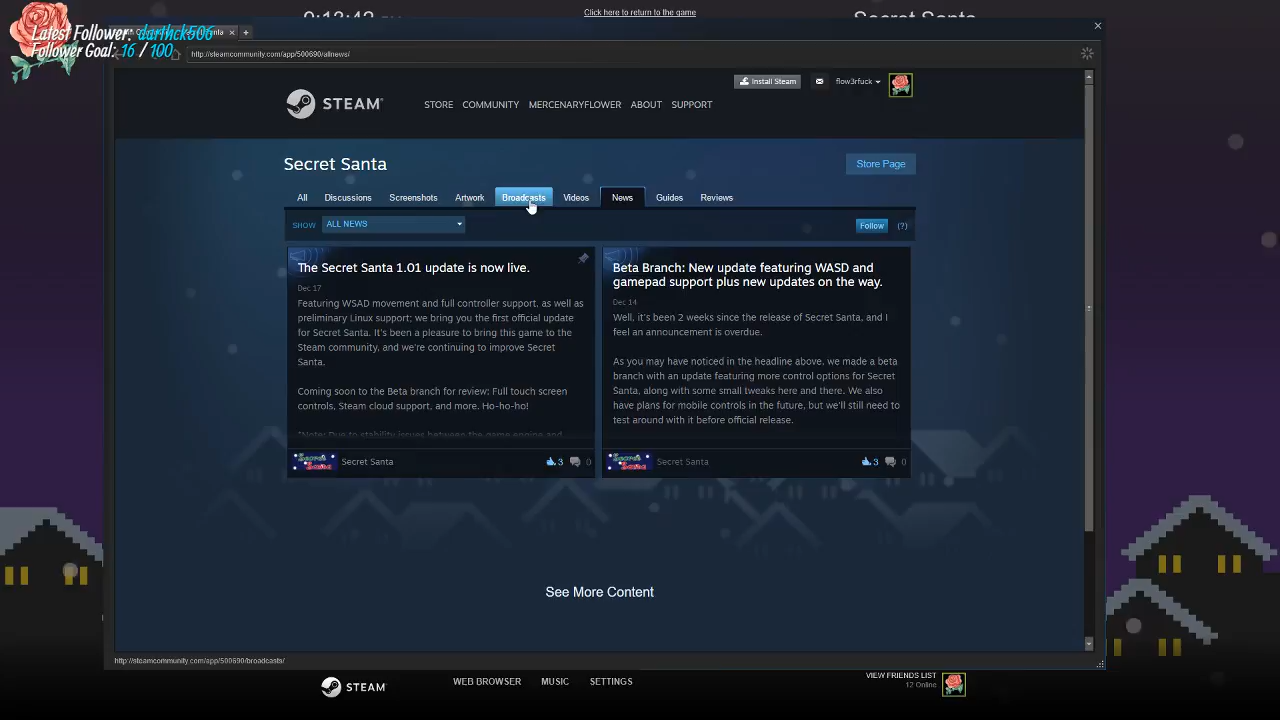 Click here to return to the game
Latest Follower: darthck506
Follower Goal: 16 / 100
http://steamcommunity.com/app/500690/allnews/
Install Steam
flow3rfuck
STEAM
STORE COMMUNITY MERCENARYFLOWER ABOUT SUPPORT
Secret Santa
Store Page
All Discussions Screenshots Artwork Broadcasts Videos News Guides Reviews
SHOW ALL NEWS
Follow (?)
The Secret Santa 1.01 update is now live.
Dec 17
Featuring WSAD movement and full controller support, as well as
preliminary Linux support; we bring you the first official update
for Secret Santa. It's been a pleasure to bring this game to the
Steam community, and we're continuing to improve Secret
Santa.
Coming soon to the Beta branch for review: Full touch screen
controls, Steam cloud support, and more. Ho-ho-ho!
*Note: Due to stability issues between the game engine and
Secret Santa
3 0
Beta Branch: New update featuring WASD and
gamepad support plus new updates on the way.
Dec 14
Well, it's been 2 weeks since the release of Secret Santa, and I
feel an announcement is overdue.
As you may have noticed in the headline above, we made a beta
branch with an update featuring more control options for Secret
Santa, along with some small tweaks here and there. We also
have plans for mobile controls in the future, but we'll still need to
test around with it before official release.
Secret Santa
3 0
See More Content
http://steamcommunity.com/app/500690/broadcasts/
STEAM
WEB BROWSER MUSIC SETTINGS
VIEW FRIENDS LIST
12 Online